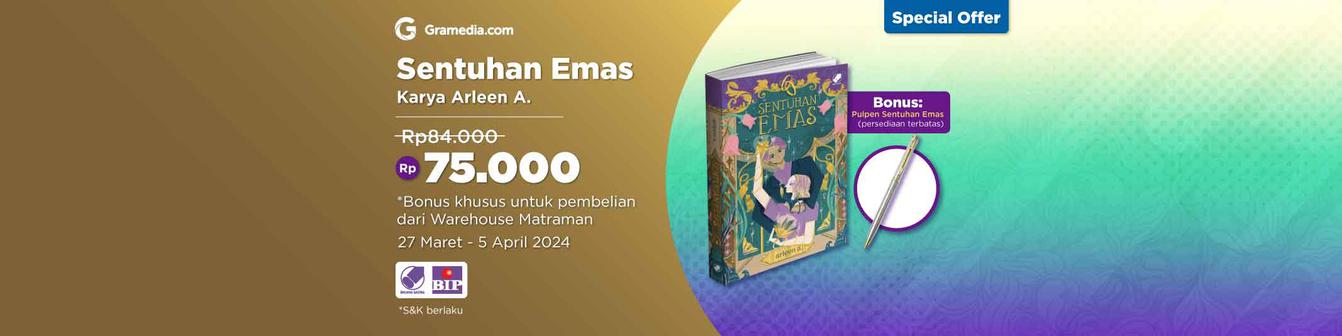 Gramedia.com
Sentuhan Emas
Karya Arleen A.
Rp84.000
Rp 75.000
*Bonus khusus untuk pembelian
dari Warehouse Matraman
27 Maret - 5 April 2024
BIP
*S&K berlaku
Special Offer
SENTUHAN
EMAS
arleen a.
Bonus:
Pulpen Sentuhan Emas
(persediaan terbatas)